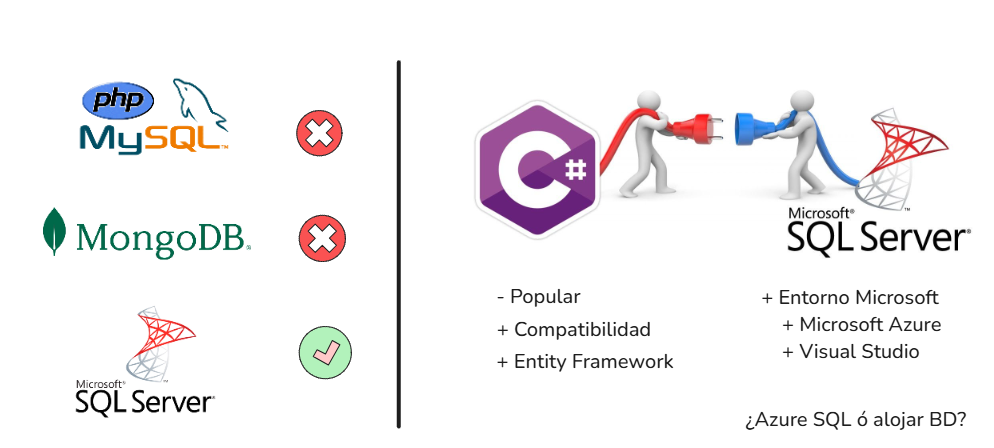 php
MySQL™
MongoDB®
Microsoft®
SQL Server®
C#
Microsoft®
SQL Server®
- Popular
+ Compatibilidad
+ Entity Framework
+ Entorno Microsoft
+ Microsoft Azure
+ Visual Studio
¿Azure SQL ó alojar BD?